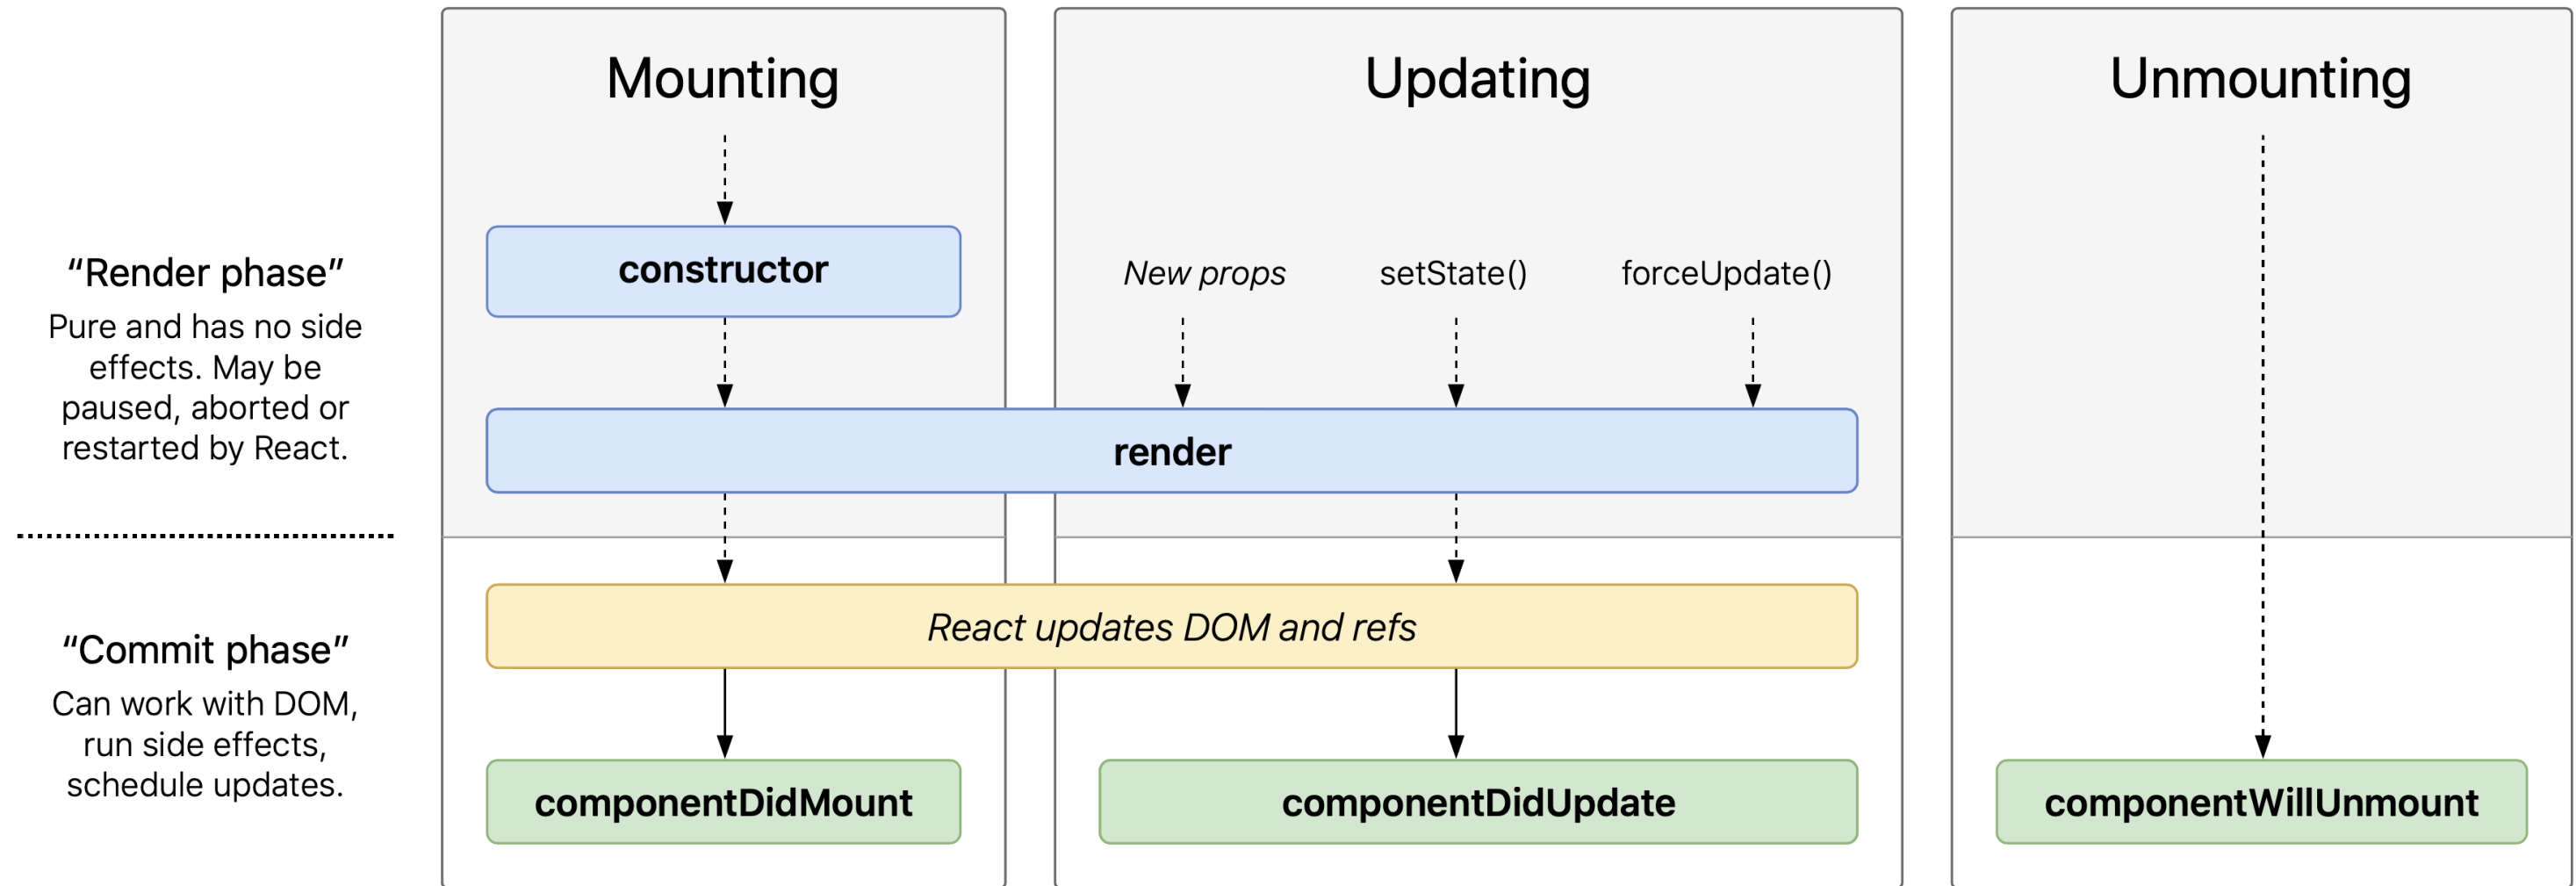 Mounting
Updating
Unmounting
“Render phase”
Pure and has no side
effects. May be
paused, aborted or
restarted by React.
constructor
New props
setState()
forceUpdate()
render
“Commit phase”
Can work with DOM,
run side effects,
schedule updates.
React updates DOM and refs
componentDidMount
componentDidUpdate
componentWillUnmount